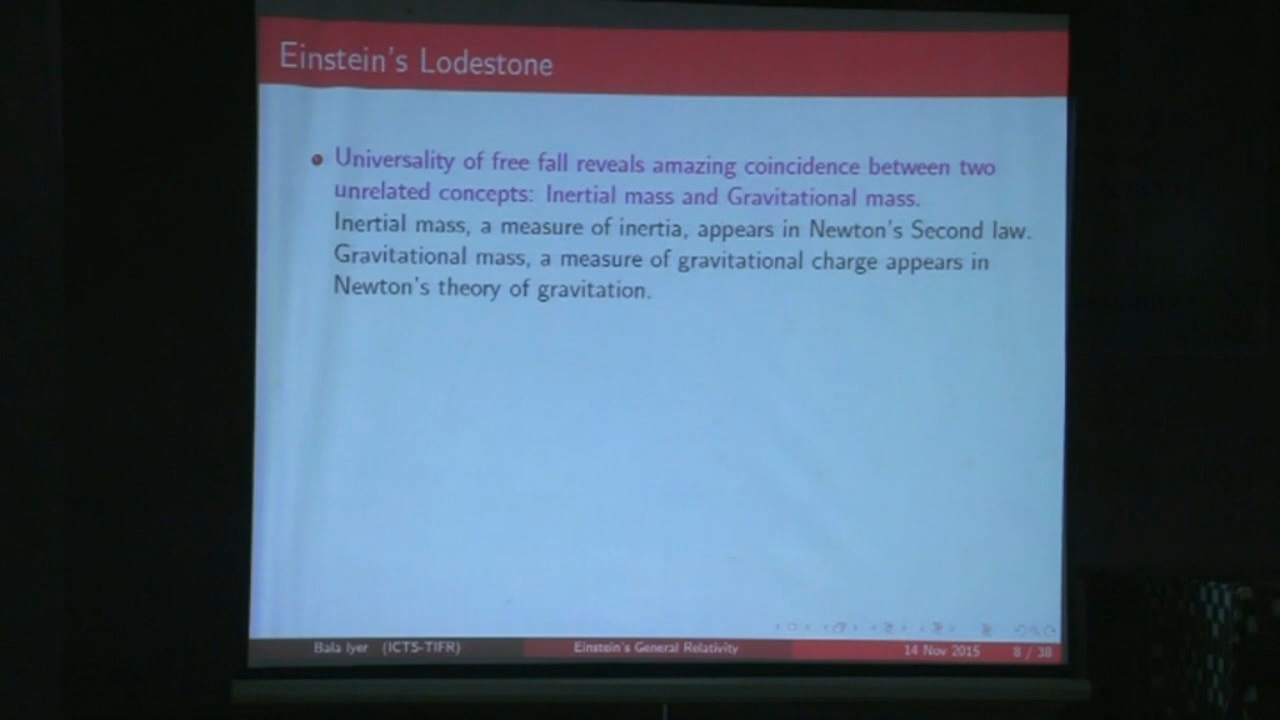 Einstein's Lodestone
Universality of free fall reveals amazing coincidence between two
unrelated concepts: Inertial mass and Gravitational mass.
Inertial mass, a measure of inertia, appears in Newton's Second law.
Gravitational mass, a measure of gravitational charge appears in
Newton's theory of gravitation.
Bala Iyer (ICTS-TIFR)
Einstein's General Relativity
14 Nov 2015
8 / 38